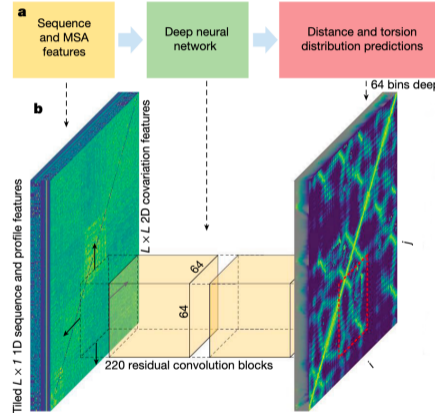 a
Sequence
and MSA
features
Deep neural
network
Distance and torsion
distribution predictions
64 bins deep
b
Tiled L × 1 1D sequence and profile features
L × L 2D covariation features
64
64
220 residual convolution blocks
j
i